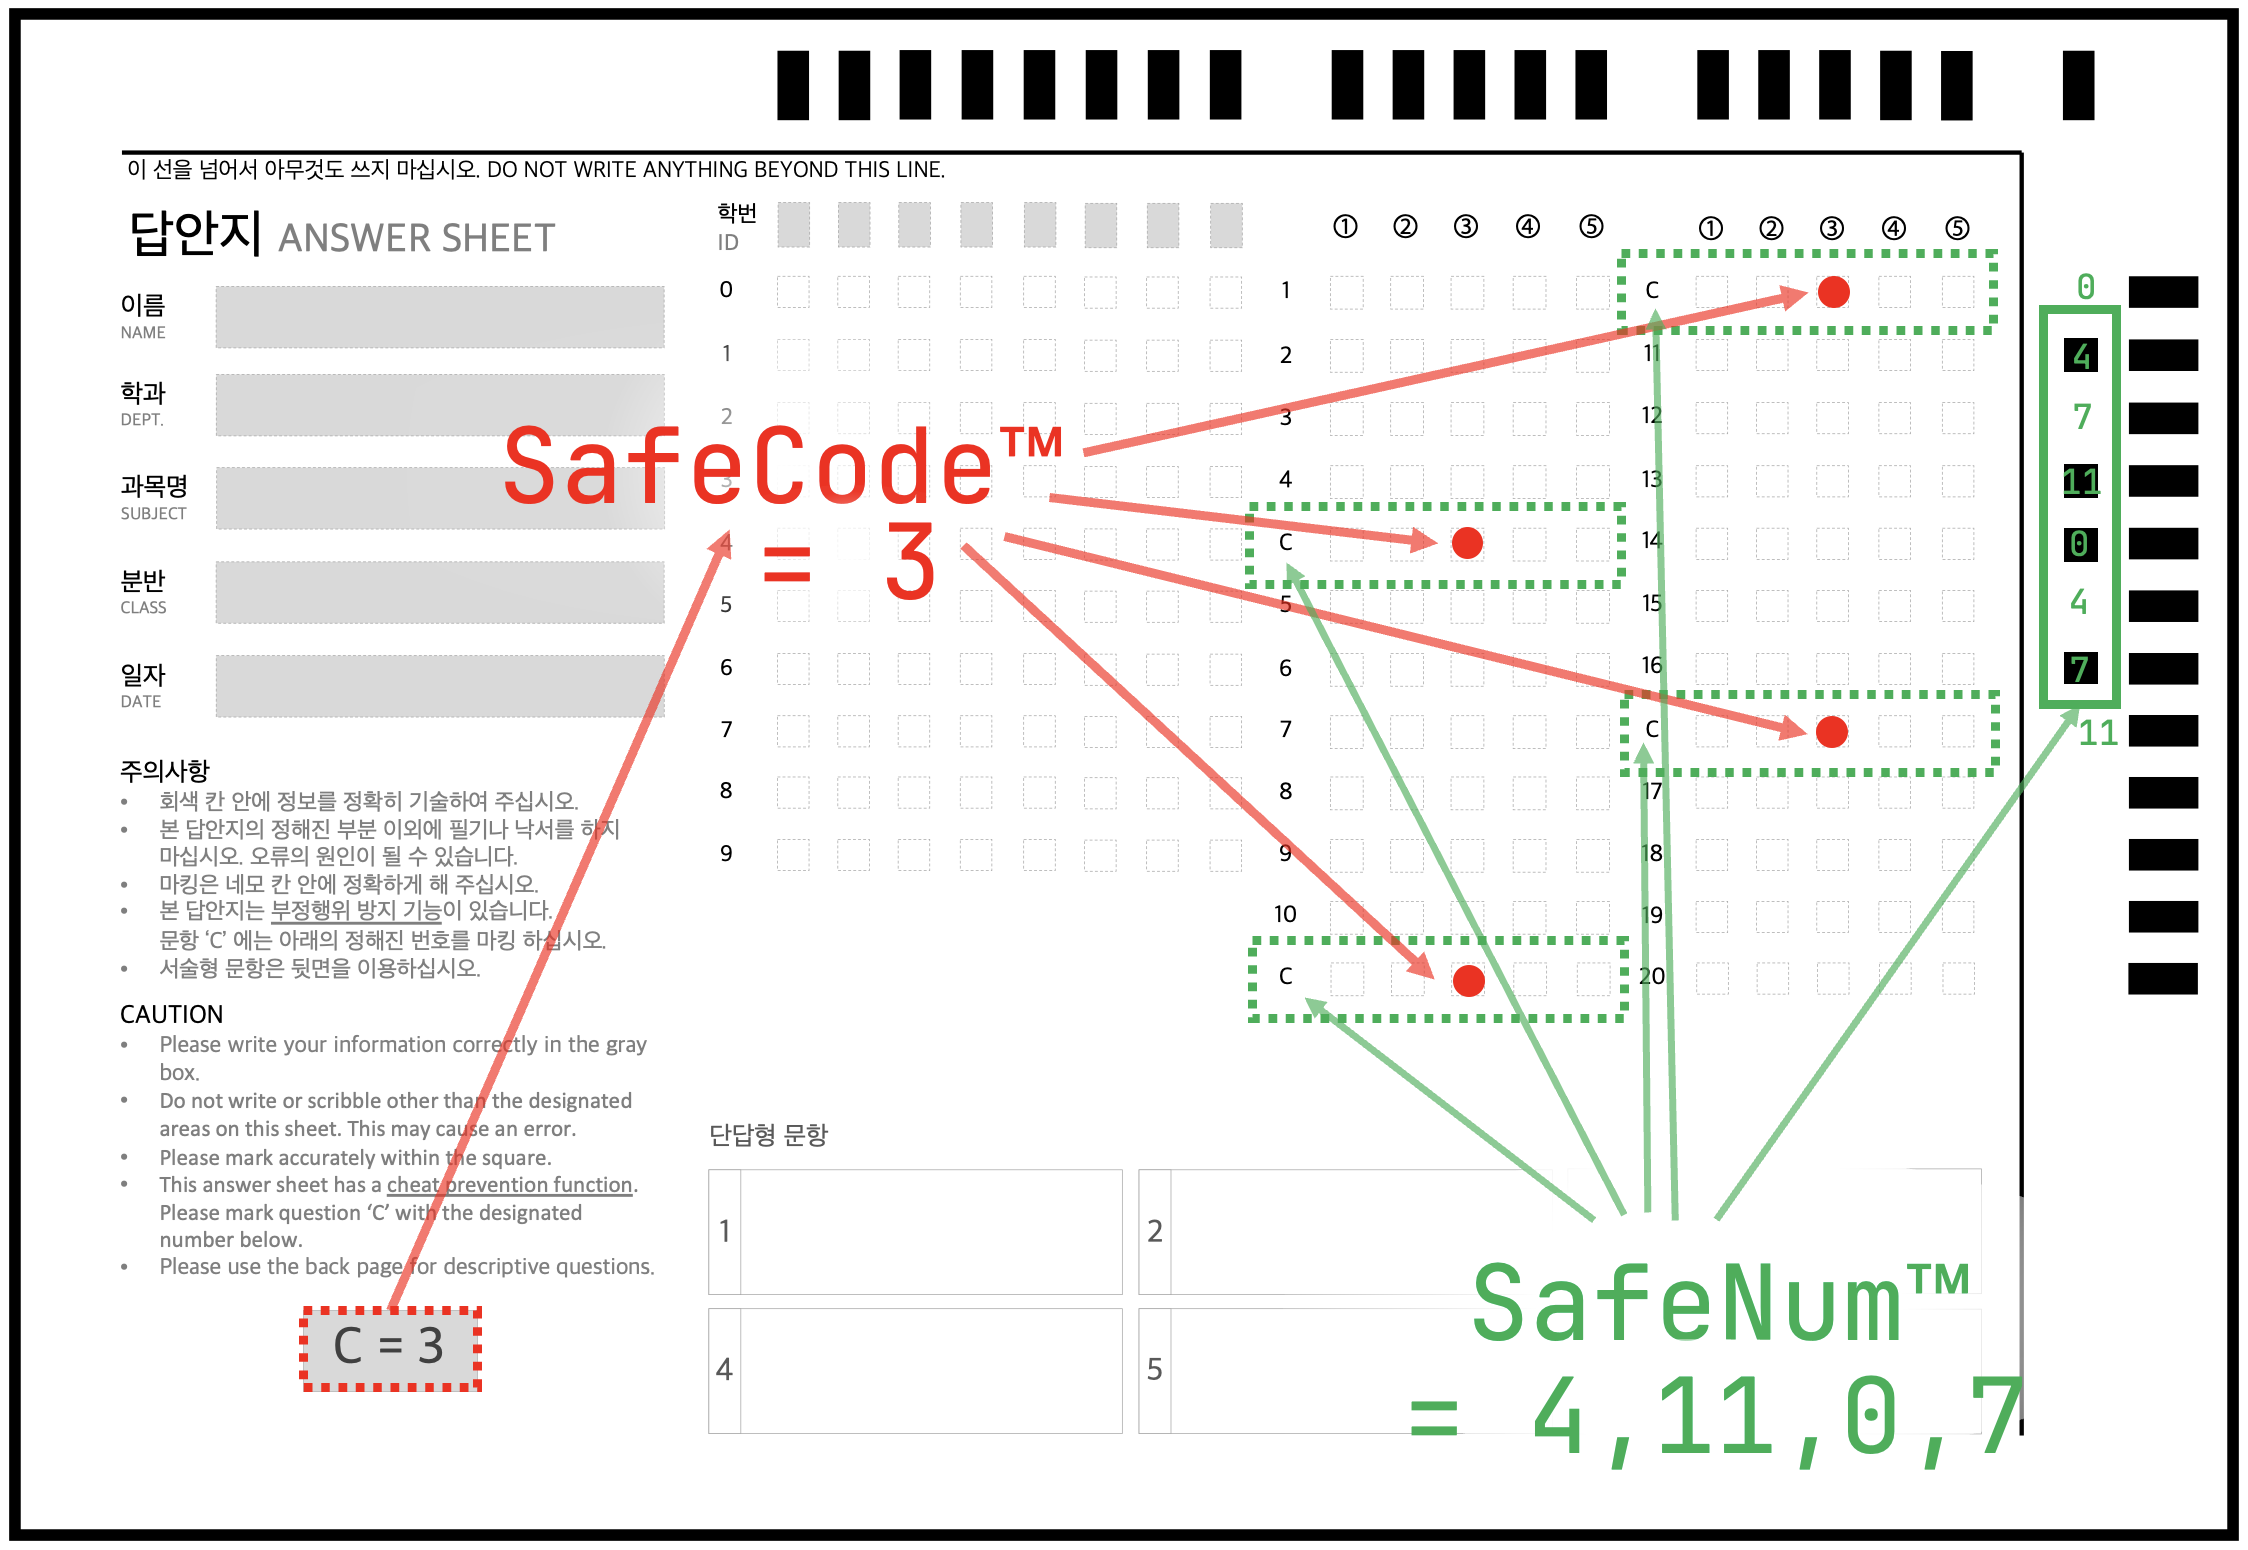 이 선을 넘어서 아무것도 쓰지 마십시오. DO NOT WRITE ANYTHING BEYOND THIS LINE.
답안지 ANSWER SHEET
이름
NAME
학과
DEPT.
과목명
SUBJECT
분반
CLASS
일자
DATE
주의사항
• 회색 칸 안에 정보를 정확히 기술하여 주십시오.
• 본 답안지의 정해진 부분 이외에 필기나 낙서를 하지
마십시오. 오류의 원인이 될 수 있습니다.
• 마킹은 네모 칸 안에 정확하게 해 주십시오.
• 본 답안지는 부정행위 방지 기능이 있습니다.
문항 ‘C’ 에는 아래의 정해진 번호를 마킹 하십시오.
• 서술형 문항은 뒷면을 이용하십시오.
CAUTION
• Please write your information correctly in the gray
box.
• Do not write or scribble other than the designated
areas on this sheet. This may cause an error.
• Please mark accurately within the square.
• This answer sheet has a cheat prevention function.
Please mark question ‘C’ with the designated
number below.
• Please use the back page for descriptive questions.
C = 3
학번
ID
0
1
2
3
4
5
6
7
8
9
SafeCode™
= 3
① ② ③ ④ ⑤
1
2
3
4
C
5
6
7
8
9
10
C
① ② ③ ④ ⑤
C
11
12
13
14
15
16
C
17
18
19
20
0
4
7
11
0
4
7
11
단답형 문항
1
2
4
5
SafeNum™
= 4,11,0,7